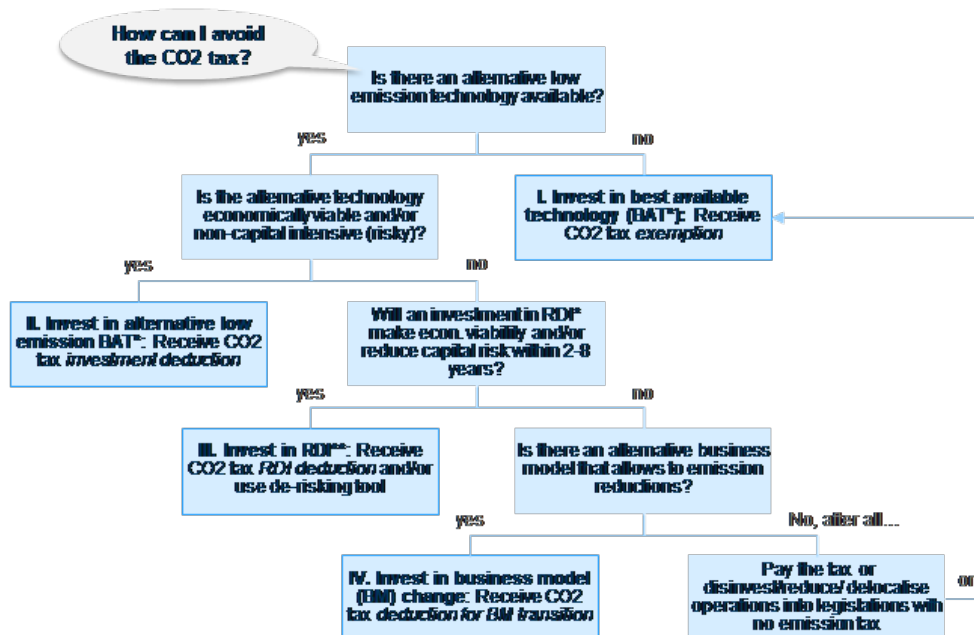 How can I avoid
the CO2 tax?
Is there an alternative low
emission technology available?
yes
no
Is the alternative technology
economically viable and/or
non-capital intensive (risky)?
I. Invest in best available
technology (BAT*): Receive
CO2 tax exemption
yes
no
II. Invest in alternative low
emission BAT*: Receive CO2
tax investment deduction
Will an investment in RDI*
make econ. viability and/or
reduce capital risk within 2-8
years?
yes
no
III. Invest in RDI**: Receive
CO2 tax RDI deduction and/or
use de-risking tool
Is there an alternative business
model that allows to emission
reductions?
yes
No, after all...
IV. Invest in business model
(BM) change: Receive CO2
tax deduction for BM transition
Pay the tax or
disinvest/reduce/ delocalise
operations into legistations with
no emission tax
or